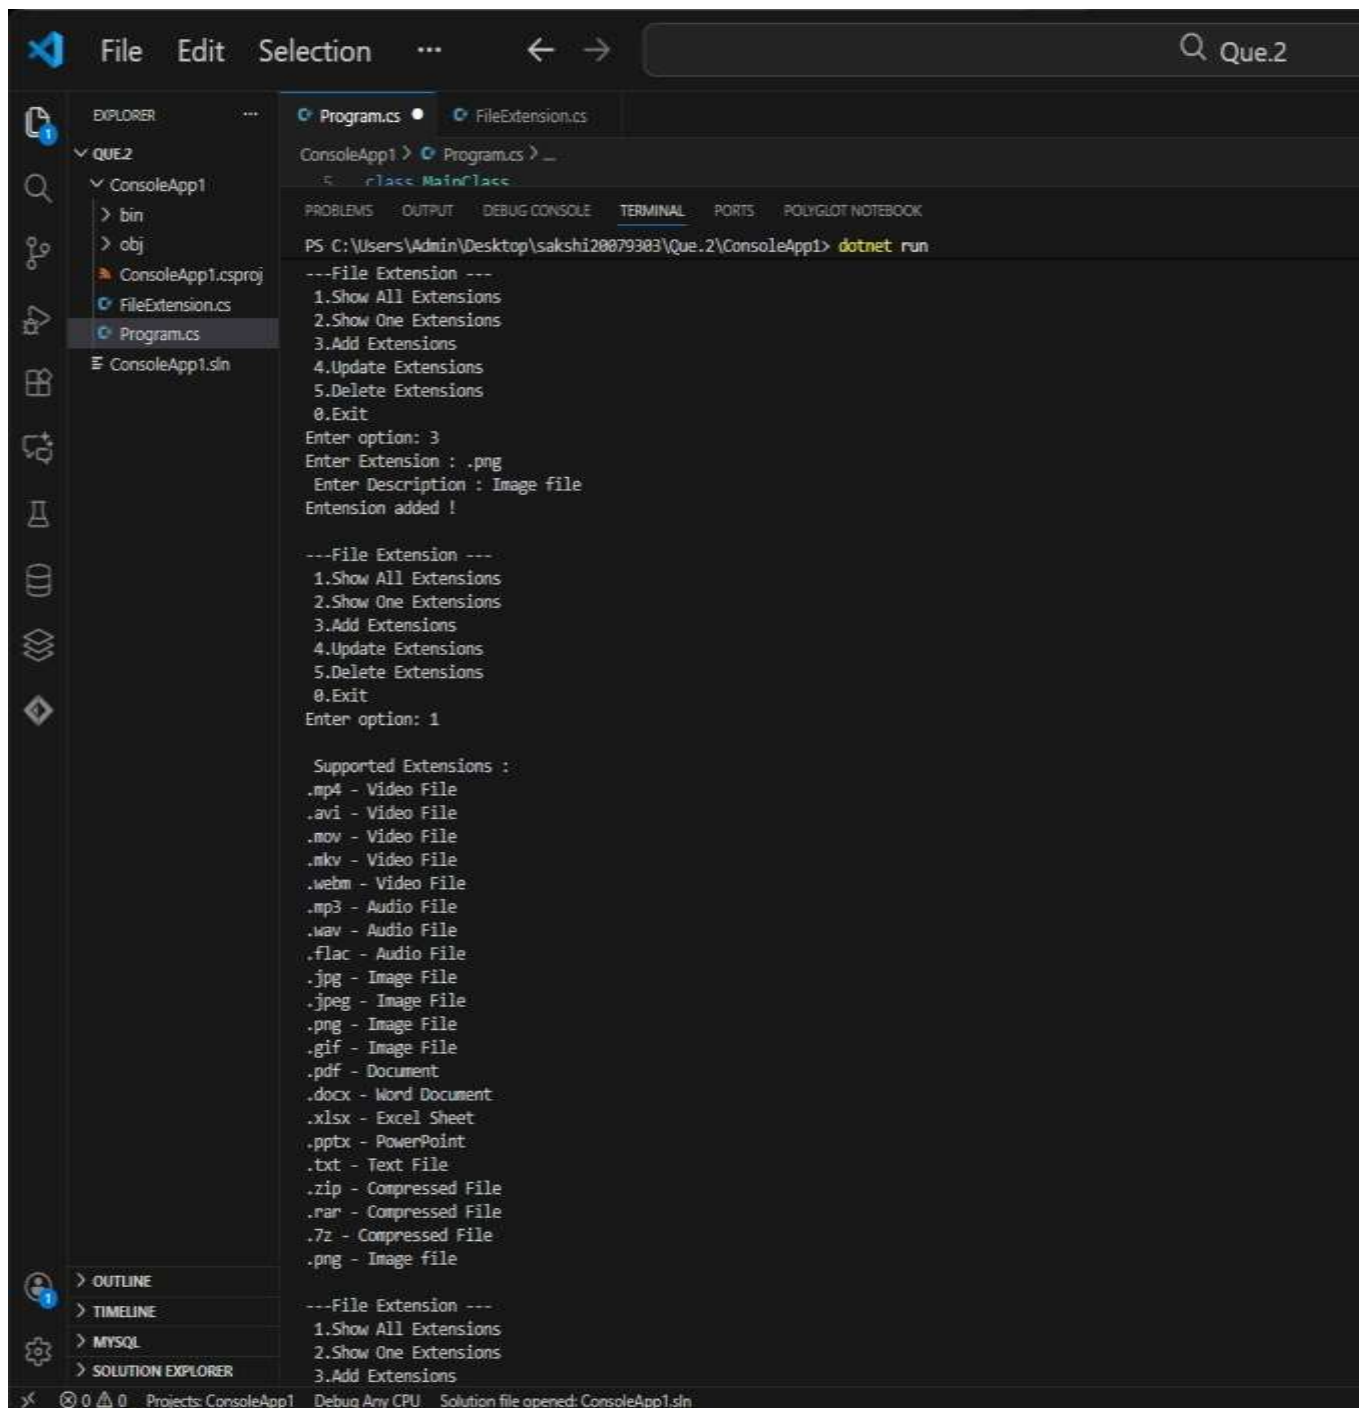 File Edit Selection ··· Que.2
EXPLORER ···
QUE.2
ConsoleApp1
bin
obj
ConsoleApp1.csproj
FileExtension.cs
Program.cs
ConsoleApp1.sln
OUTLINE
TIMELINE
MYSQL
SOLUTION EXPLORER
Program.cs FileExtension.cs
ConsoleApp1 > Program.cs > ...
5 class MainClass
PROBLEMS OUTPUT DEBUG CONSOLE TERMINAL PORTS POLYGLOT NOTEBOOK
PS C:\Users\Admin\Desktop\sakshi20079303\Que.2\ConsoleApp1> dotnet run
---File Extension ---
1.Show All Extensions
2.Show One Extensions
3.Add Extensions
4.Update Extensions
5.Delete Extensions
0.Exit
Enter option: 3
Enter Extension : .png
Enter Description : Image file
Entension added !
---File Extension ---
1.Show All Extensions
2.Show One Extensions
3.Add Extensions
4.Update Extensions
5.Delete Extensions
0.Exit
Enter option: 1
Supported Extensions :
.mp4 - Video File
.avi - Video File
.mov - Video File
.mkv - Video File
.webm - Video File
.mp3 - Audio File
.wav - Audio File
.flac - Audio File
.jpg - Image File
.jpeg - Image File
.png - Image File
.gif - Image File
.pdf - Document
.docx - Word Document
.xlsx - Excel Sheet
.pptx - PowerPoint
.txt - Text File
.zip - Compressed File
.rar - Compressed File
.7z - Compressed File
.png - Image file
---File Extension ---
1.Show All Extensions
2.Show One Extensions
3.Add Extensions
0 0 Projects: ConsoleApp1 Debug Any CPU Solution file opened: ConsoleApp1.sln